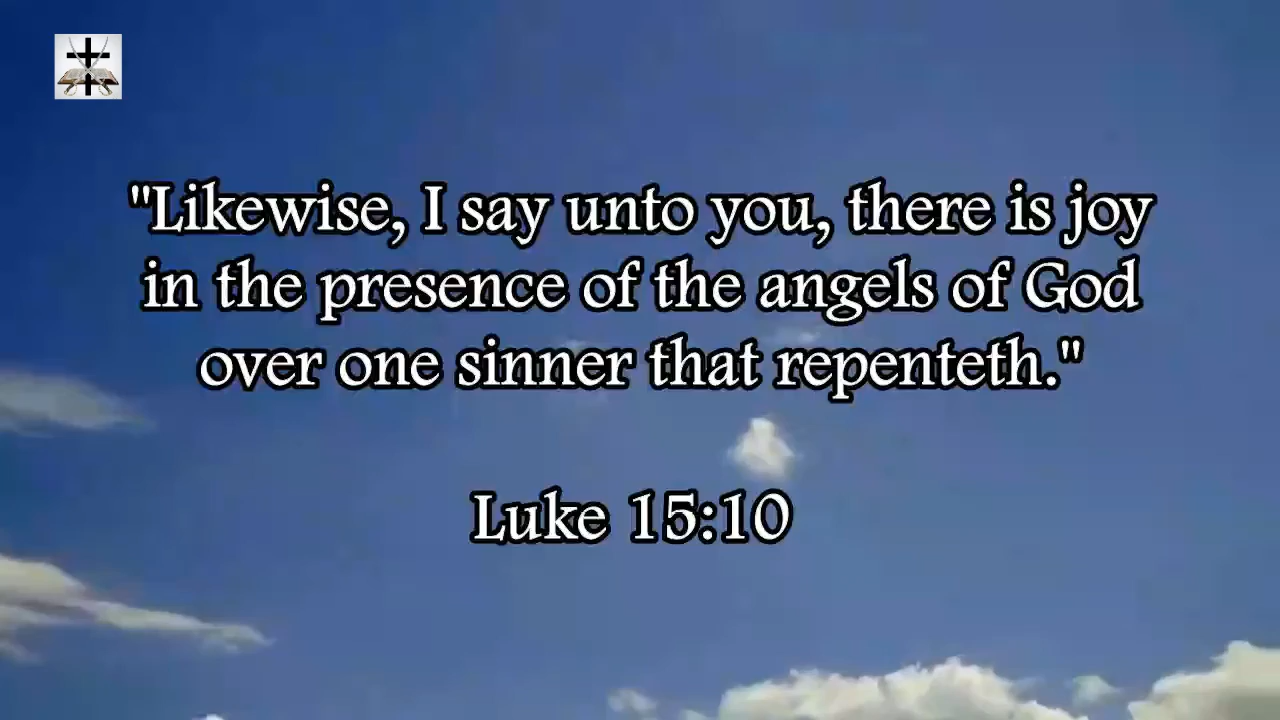 "Likewise, I say unto you, there is joy
in the presence of the angels of God
over one sinner that repenteth."
Luke 15:10